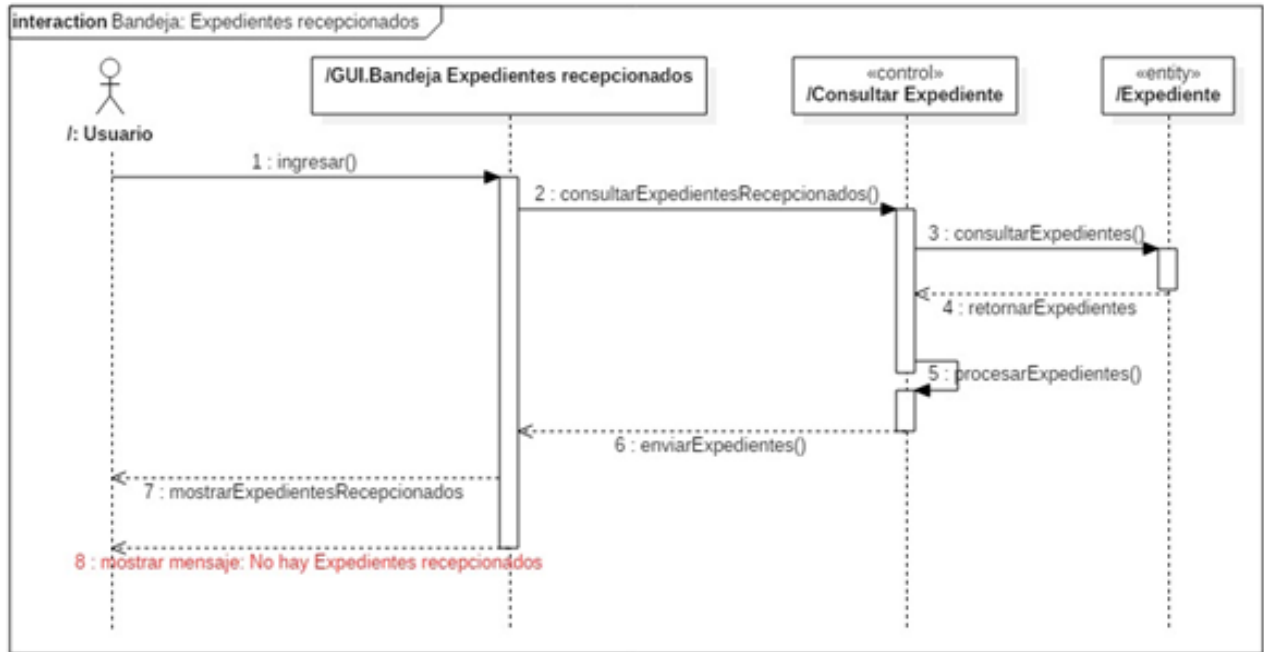 interaction Bandeja: Expedientes recepcionados
/: Usuario
/GUI.Bandeja Expedientes recepcionados
«control»
/Consultar Expediente
«entity»
/Expediente
1 : ingresar()
2 : consultarExpedientesRecepcionados()
3 : consultarExpedientes()
4 : retornarExpedientes
5 : procesarExpedientes()
6 : enviarExpedientes()
7 : mostrarExpedientesRecepcionados
8 : mostrar mensaje: No hay Expedientes recepcionados